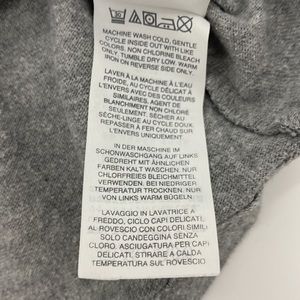 MACHINE WASH COLD, GENTLE
CYCLE INSIDE OUT WITH LIKE
COLORS, NON CHLORINE BLEACH
ONLY. TUMBLE DRY LOW. WARM
IRON ON REVERSE SIDE ONLY.
LAVER À LA MACHINE À L'EAU
FROIDE, AU CYCLE DÉLICAT À
L'ENVERS AVEC DES COULEURS
SIMILAIRES, AGENT DE
BLANCHIMENT NON CHLORÉ
SEULEMENT. SÉCHER AU
SÈCHE-LINGE AU CYCLE DOUX
REPASSER À FER CHAUD SUR
L'ENVERS UNIQUEMENT
IN DER MASCHINE IM
SCHONWASCHGANG AUF LINKS
GEDREHT MIT ÄHNLICHEN
FARBEN KALT WASCHEN. NUR
CHLORFREIES BLEICHMITTEL
VERWENDEN. BEI NIEDRIGER
TEMPERATUR TROCKNEN. NUR
VON LINKS WARM BÜGELN.
LAVAGGIO IN LAVATRICE A
FREDDO, CICLO CAPI DELICATI,
AL ROVESCIO CON COLORI SIMILI
SOLO CANDEGGINA SENZA
CLORO. ASCIUGATURA PER CAPI
DELICATI, STIRARE A CALDA
TEMPERATURA SUL ROVESCIO